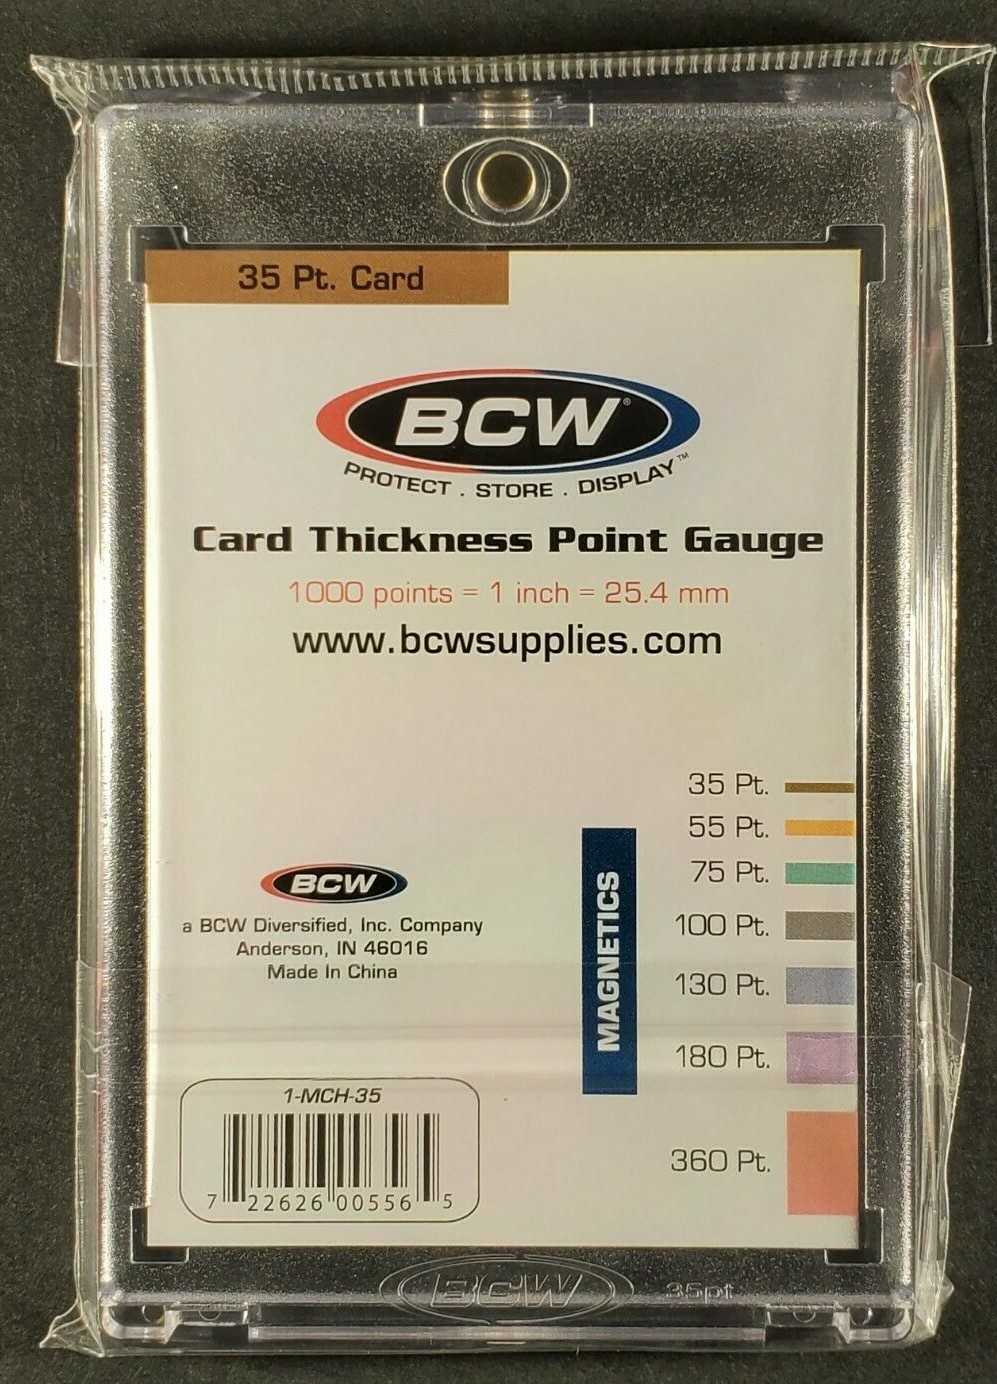 35 Pt. Card
BCW®
PROTECT . STORE . DISPLAY™
Card Thickness Point Gauge
1000 points = 1 inch = 25.4 mm
www.bcwsupplies.com
35 Pt.
55 Pt.
75 Pt.
100 Pt.
130 Pt.
180 Pt.
360 Pt.
MAGNETICS
BCW
a BCW Diversified, Inc. Company
Anderson, IN 46016
Made In China
1-MCH-35
7 22626 00556 5
BCW
35pt